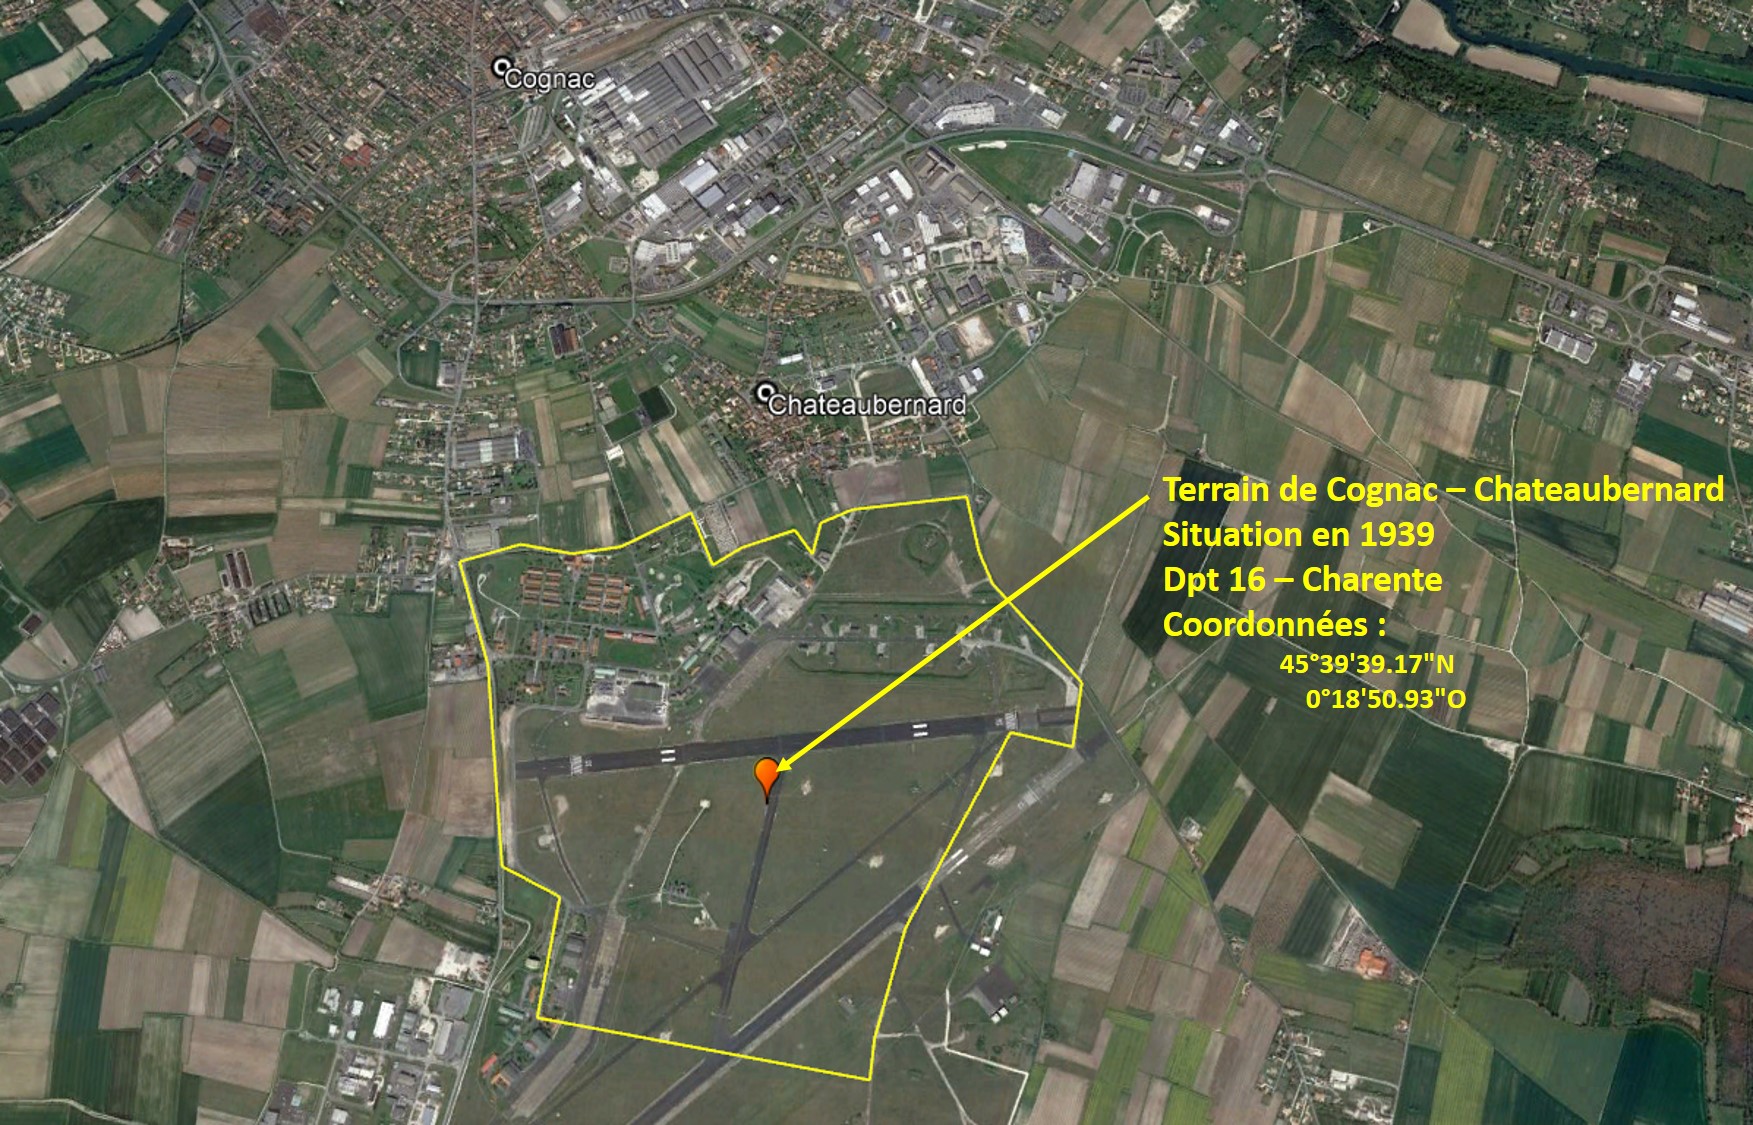 Cognac
Chateaubernard
Terrain de Cognac – Chateaubernard
Situation en 1939
Dpt 16 – Charente
Coordonnées :
45°39'39.17"N
0°18'50.93"O